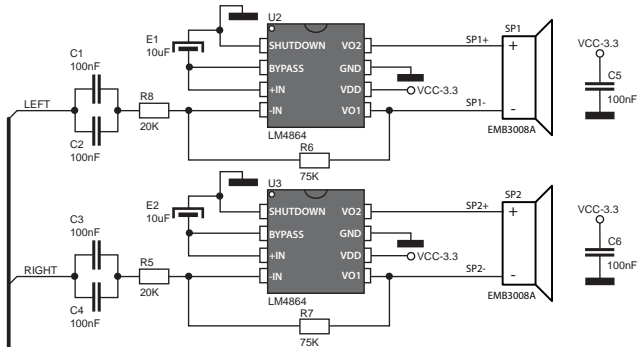 U2
SHUTDOWN VO2
BYPASS GND
+IN VDD
-IN VO1
LM4864
E1
10uF
C1
100nF
C2
100nF
LEFT
R8
20K
R6
75K
VCC-3.3
SP1+
SP1-
SP1
+
-
EMB3008A
VCC-3.3
C5
100nF
U3
SHUTDOWN VO2
BYPASS GND
+IN VDD
-IN VO1
LM4864
E2
10uF
C3
100nF
C4
100nF
RIGHT
R5
20K
R7
75K
VCC-3.3
SP2+
SP2-
SP2
+
-
EMB3008A
VCC-3.3
C6
100nF